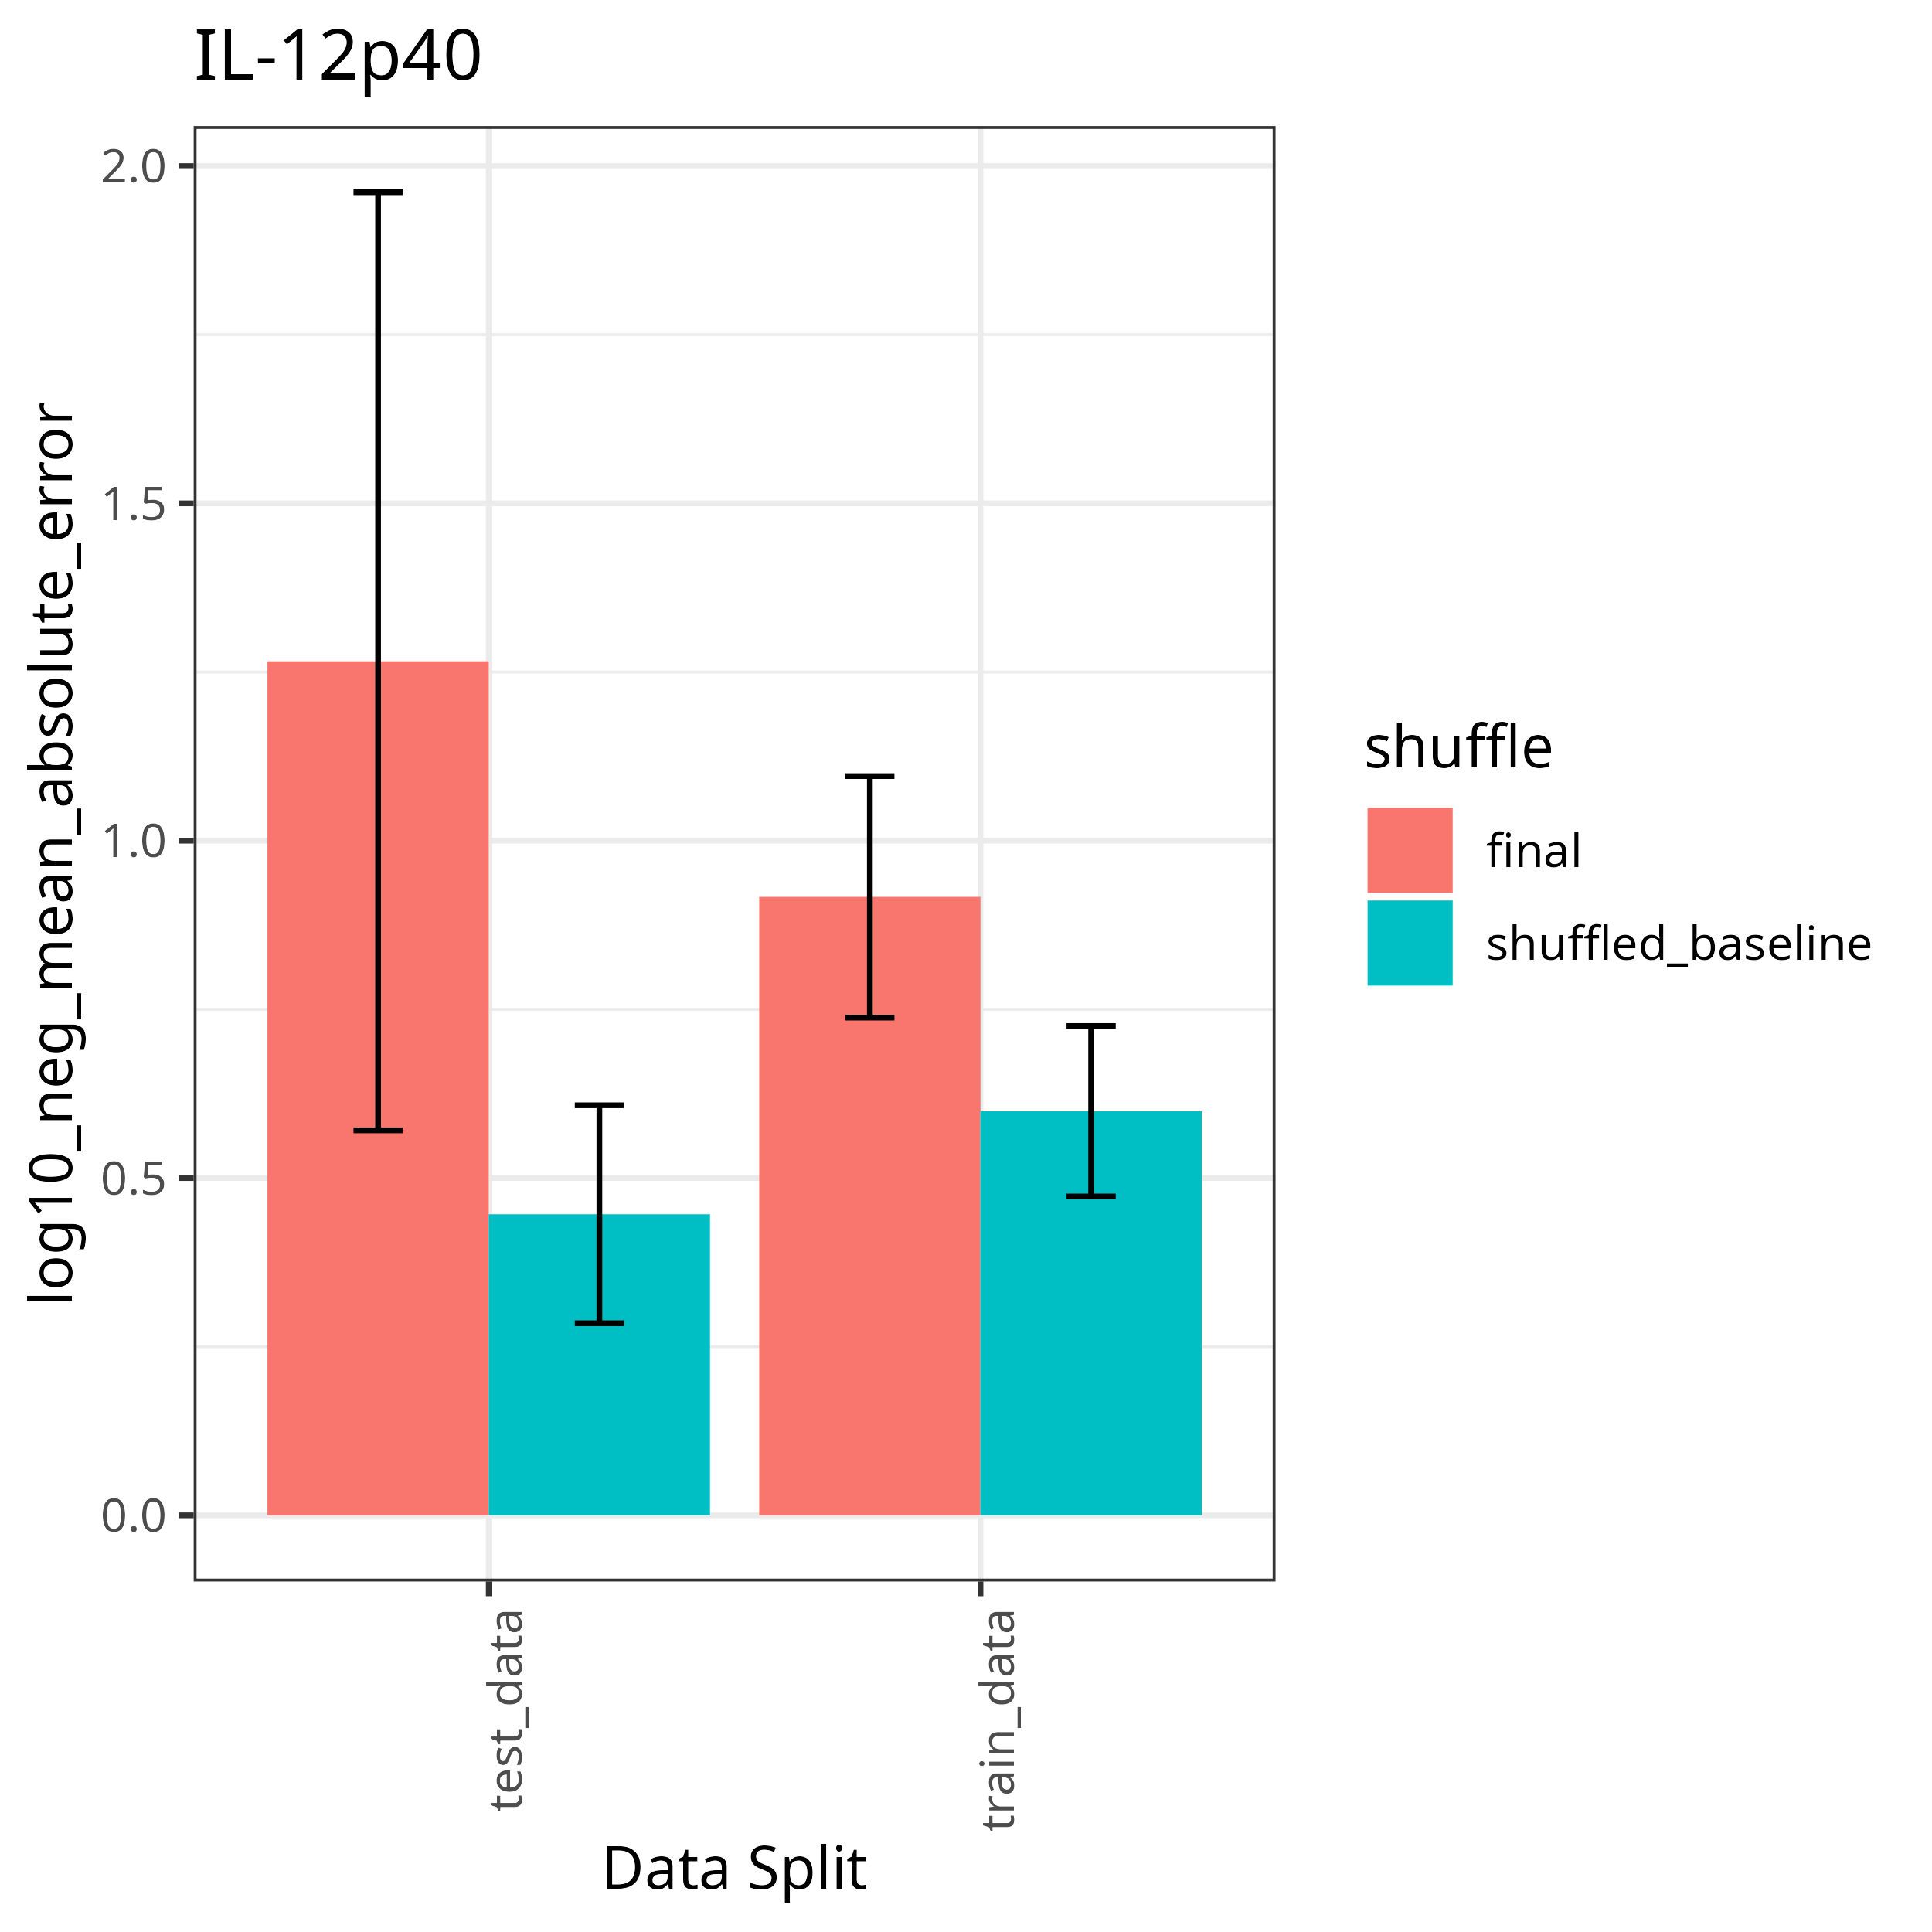 IL-12p40
log10_neg_mean_absolute_error
2.0
1.5
1.0
0.5
0.0
test_data
train_data
Data Split
shuffle
final
shuffled_baseline